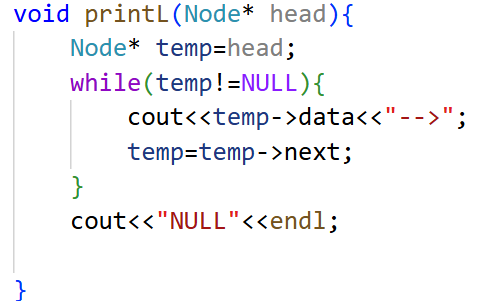 void printL(Node* head){
    Node* temp=head;
    while(temp!=NULL){
        cout<<temp->data<<"-->";
        temp=temp->next;
    }
    cout<<"NULL"<<endl;

}